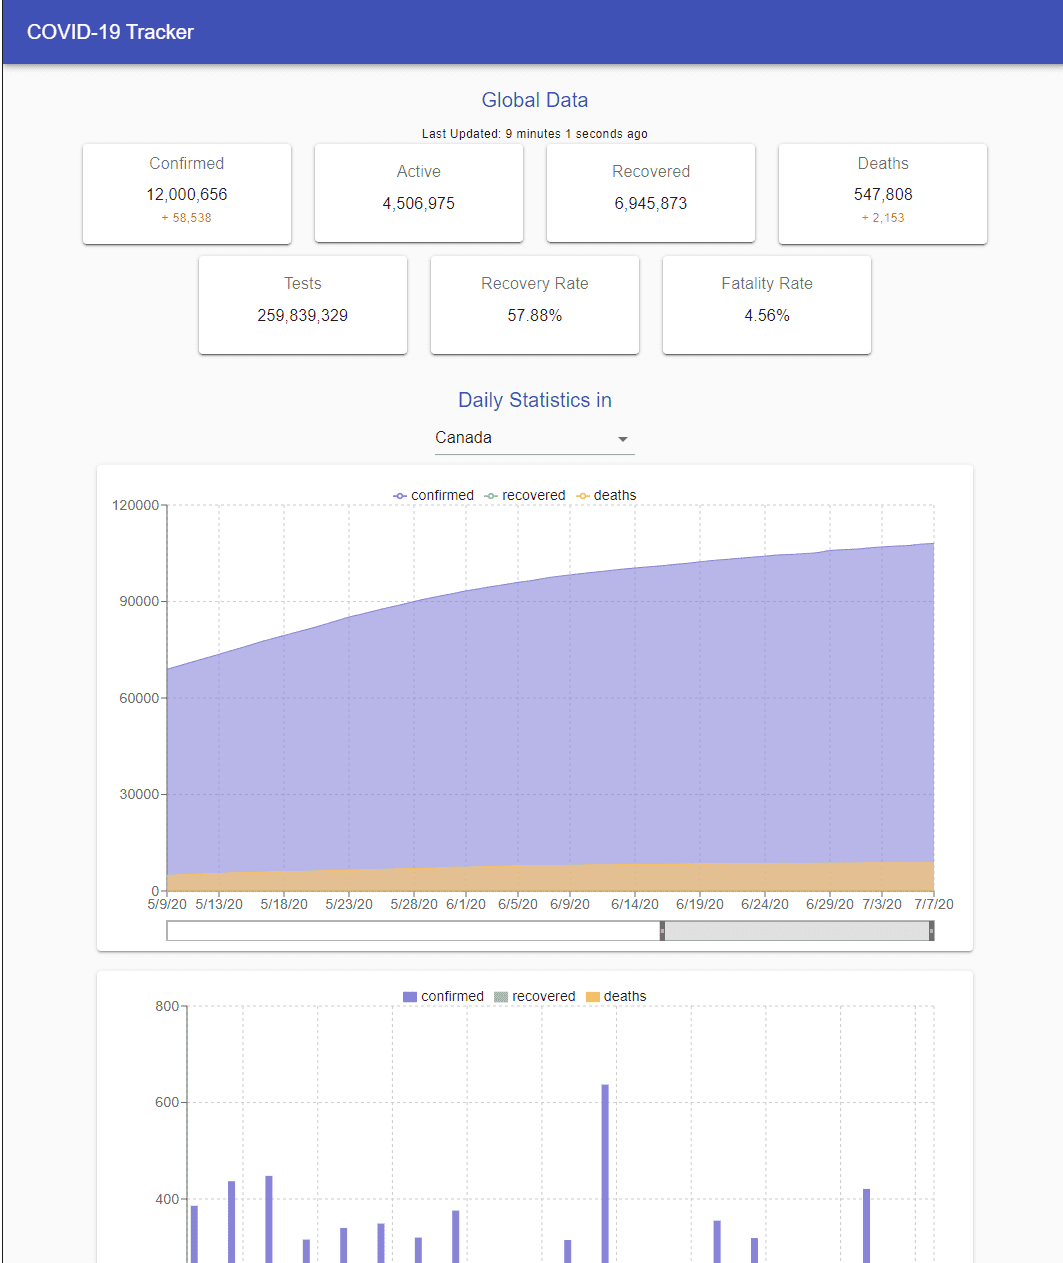 COVID-19 Tracker
Global Data
Last Updated: 9 minutes 1 seconds ago
Confirmed
12,000,656
+ 58,538
Active
4,506,975
Recovered
6,945,873
Deaths
547,808
+ 2,153
Tests
259,839,329
Recovery Rate
57.88%
Fatality Rate
4.56%
Daily Statistics in
Canada
confirmed recovered deaths
120000
90000
60000
30000
0
5/9/20 5/13/20 5/18/20 5/23/20 5/28/20 6/1/20 6/5/20 6/9/20 6/14/20 6/19/20 6/24/20 6/29/20 7/3/20 7/7/20
confirmed recovered deaths
800
600
400